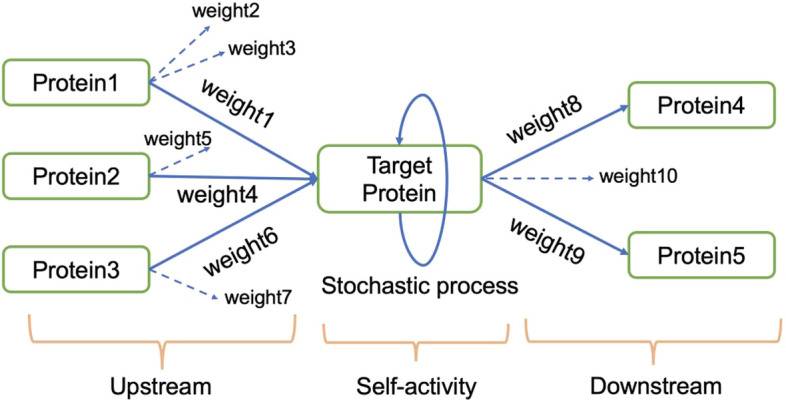 weight2
weight3
Protein1
weight1
Protein4
weight8
weight5
Protein2
weight4
Target
Protein
weight10
Protein3
weight6
weight7
weight9
Protein5
Stochastic process
Upstream
Self-activity
Downstream